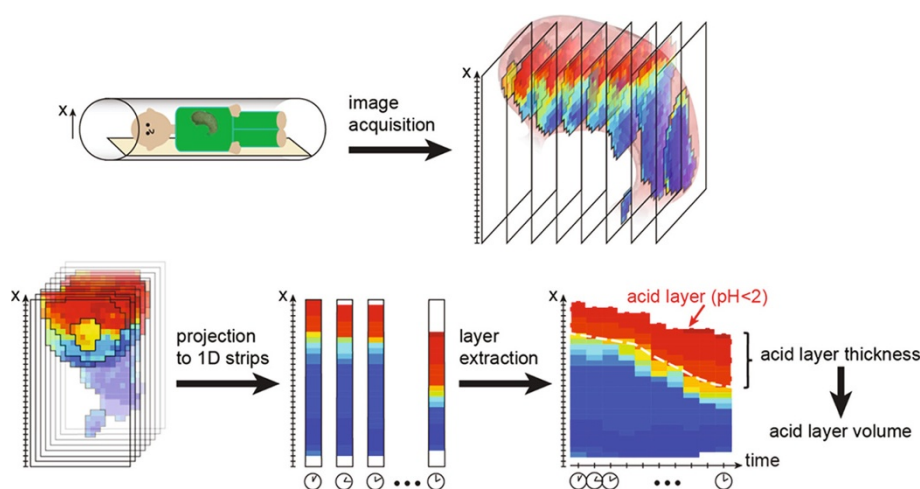 x
image
acquisition
x
x
projection
to 1D strips
x
layer
extraction
x
acid layer (pH<2)
acid layer thickness
acid layer volume
time